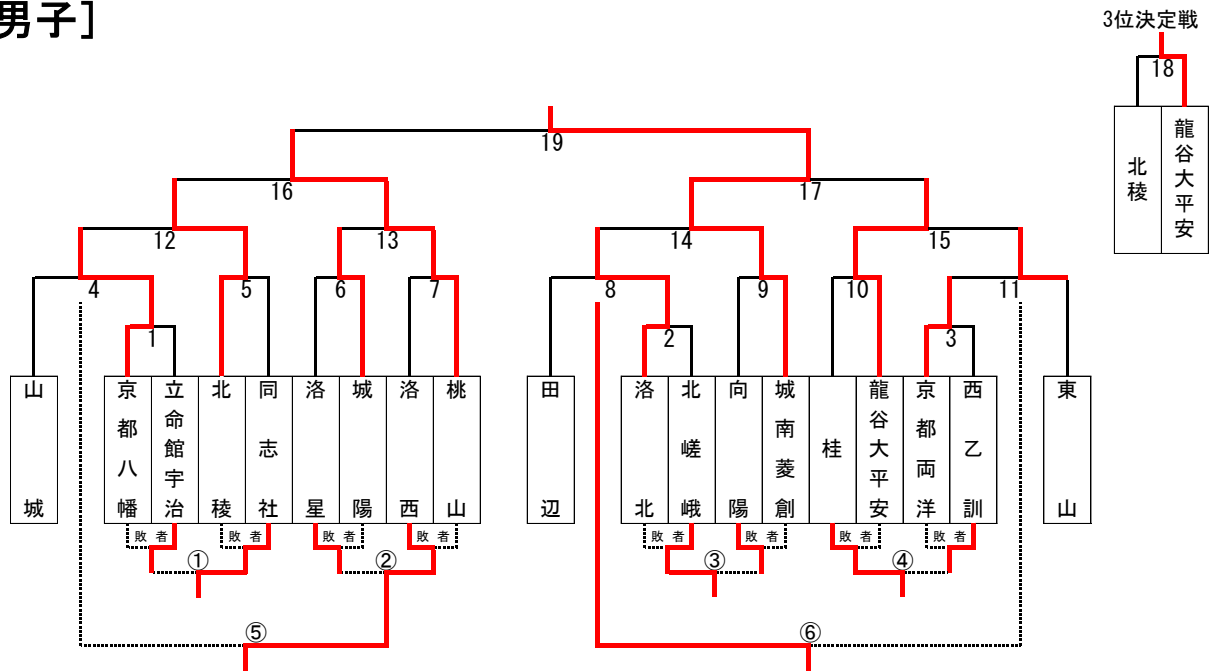 男子]
3位決定戦
18
北稜
龍谷大平安
19
16
17
12
13
14
15
4
5
6
7
8
9
10
11
1
2
3
山城
京都八幡
立命館宇治
北稜
同志社
洛星
城陽
洛西
桃山
田辺
洛北
北嵯峨
向陽
城南菱創
桂
龍谷大平安
京都両洋
西乙訓
東山
敗者
敗者
敗者
敗者
敗者
敗者
敗者
敗者
①
②
③
④
⑤
⑥